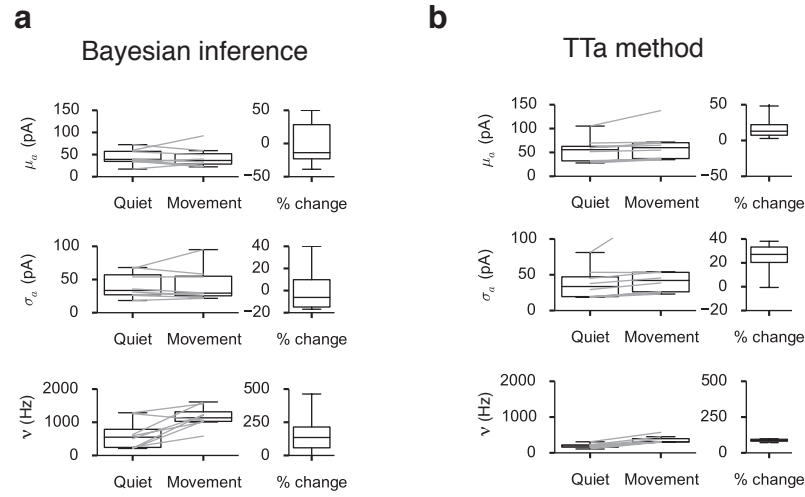 a
Bayesian inference
150
100
50
0
μa (pA)
Quiet
Movement
50
0
−50
% change
100
50
0
σa (pA)
Quiet
Movement
40
20
0
−20
% change
2000
1000
0
ν (Hz)
Quiet
Movement
500
250
0
% change
b
TTa method
150
100
50
0
μa (pA)
Quiet
Movement
50
0
−50
% change
100
50
0
σa (pA)
Quiet
Movement
40
20
0
−20
% change
2000
1000
0
ν (Hz)
Quiet
Movement
500
250
0
% change